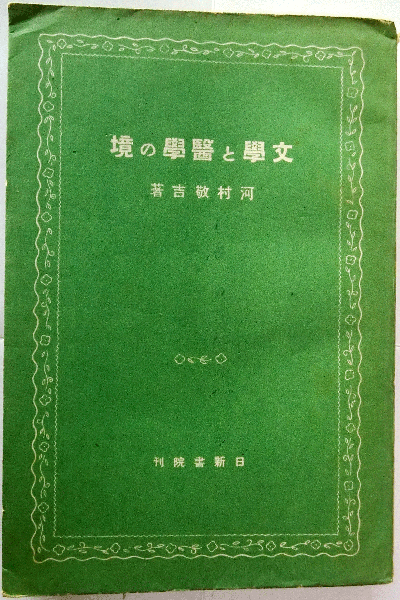 文學と醫學の境
河村敬吉著
日新書院刊